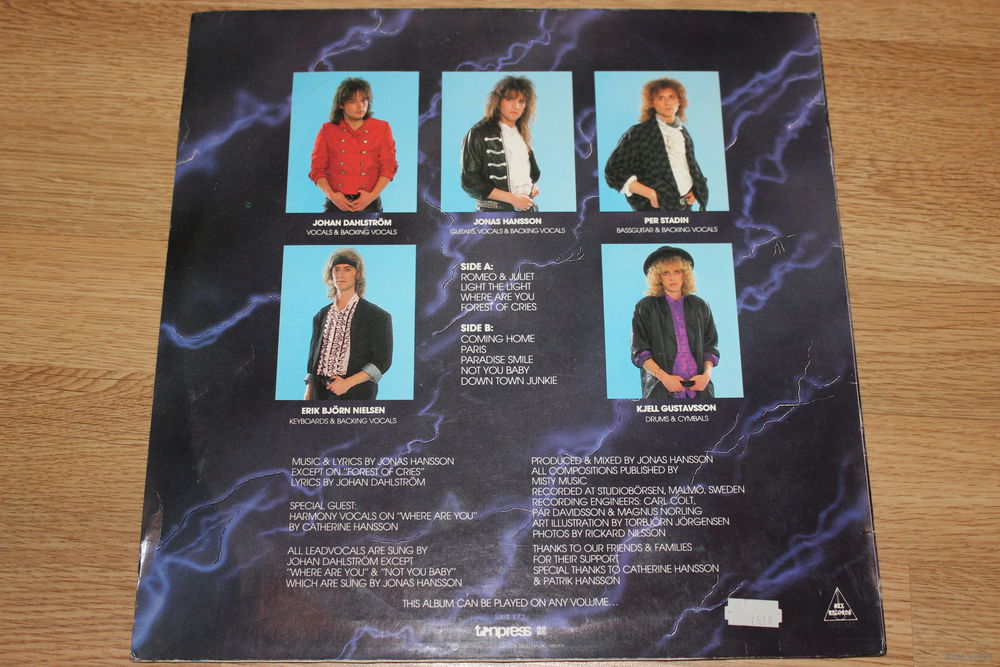 JOHAN DAHLSTRÖM
VOCALS & BACKING VOCALS
JONAS HANSSON
GUITARS, VOCALS & BACKING VOCALS
PER STADIN
BASSGUITAR & BACKING VOCALS
ERIK BJÖRN NIELSEN
KEYBOARDS & BACKING VOCALS
SIDE A:
ROMEO & JULIET
LIGHT THE LIGHT
WHERE ARE YOU
FOREST OF CRIES
SIDE B:
COMING HOME
PARIS
PARADISE SMILE
NOT YOU BABY
DOWN TOWN JUNKIE
KJELL GUSTAVSSON
DRUMS & CYMBALS
MUSIC & LYRICS BY JONAS HANSSON
EXCEPT ON "FOREST OF CRIES"
LYRICS BY JOHAN DAHLSTRÖM
SPECIAL GUEST:
HARMONY VOCALS ON "WHERE ARE YOU"
BY CATHERINE HANSSON
ALL LEADVOCALS ARE SUNG BY
JOHAN DAHLSTRÖM EXCEPT
"WHERE ARE YOU" & "NOT YOU BABY"
WHICH ARE SUNG BY JONAS HANSSON
PRODUCED & MIXED BY JONAS HANSSON
ALL COMPOSITIONS PUBLISHED BY
MISTY MUSIC
RECORDED AT STUDIOBÖRSEN, MALMÖ, SWEDEN
RECORDING ENGINEERS: CARL COLT,
PÄR DAVIDSSON & MAGNUS NORLING
ART ILLUSTRATION BY TORBJÖRN JÖRGENSEN
PHOTOS BY RICKARD NILSSON
THANKS TO OUR FRIENDS & FAMILIES
FOR THEIR SUPPORT
SPECIAL THANKS TO CATHERINE HANSSON
& PATRIK HANSSON
THIS ALBUM CAN BE PLAYED ON ANY VOLUME...
tonpress
RECORDS